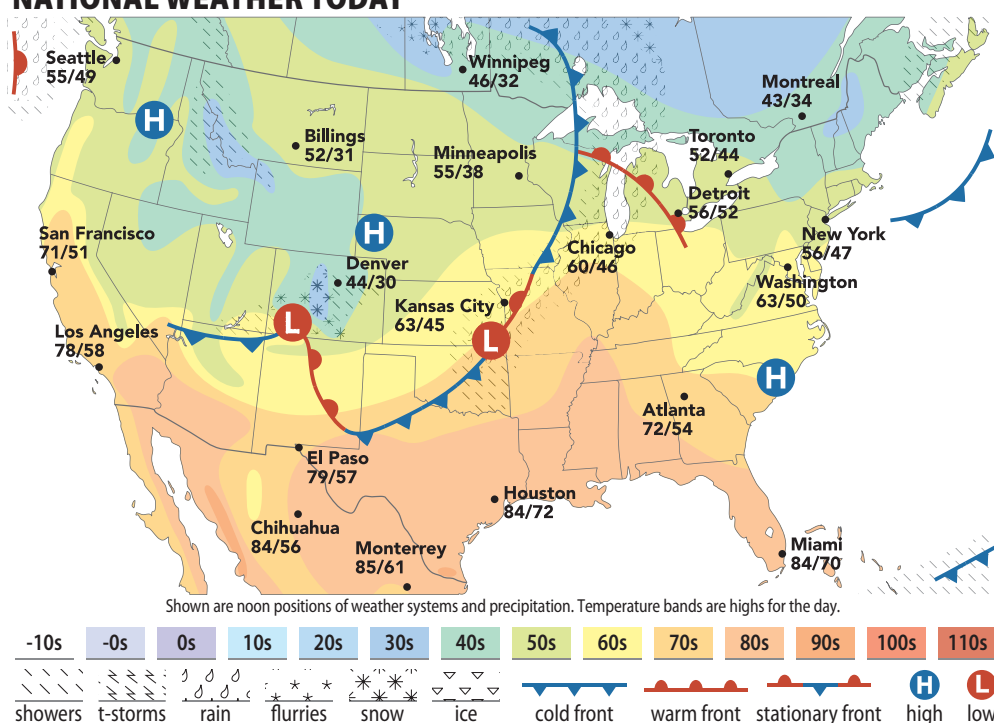 NATIONAL WEATHER TODAY
Seattle
55/49
Winnipeg
46/32
Montreal
43/34
H
Billings
52/31
Minneapolis
55/38
Toronto
52/44
Detroit
56/52
San Francisco
71/51
H
Denver
44/30
Chicago
60/46
New York
56/47
Washington
63/50
Kansas City
63/45
L
L
Los Angeles
78/58
H
Atlanta
72/54
El Paso
79/57
Houston
84/72
Chihuahua
84/56
Monterrey
85/61
Miami
84/70
Shown are noon positions of weather systems and precipitation. Temperature bands are highs for the day.
-10s -0s 0s 10s 20s 30s 40s 50s 60s 70s 80s 90s 100s 110s
H L
showers t-storms rain flurries snow ice cold front warm front stationary front high low